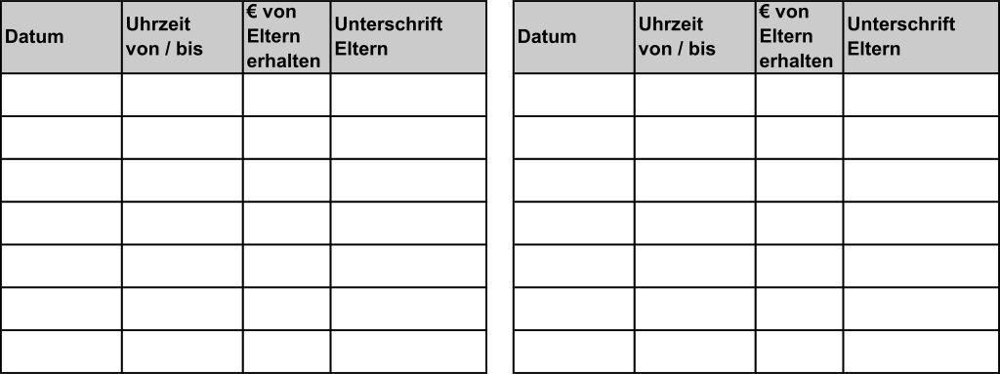 Datum
Uhrzeit
von / bis
€ von
Eltern
erhalten
Unterschrift
Eltern
Datum
Uhrzeit
von / bis
€ von
Eltern
erhalten
Unterschrift
Eltern